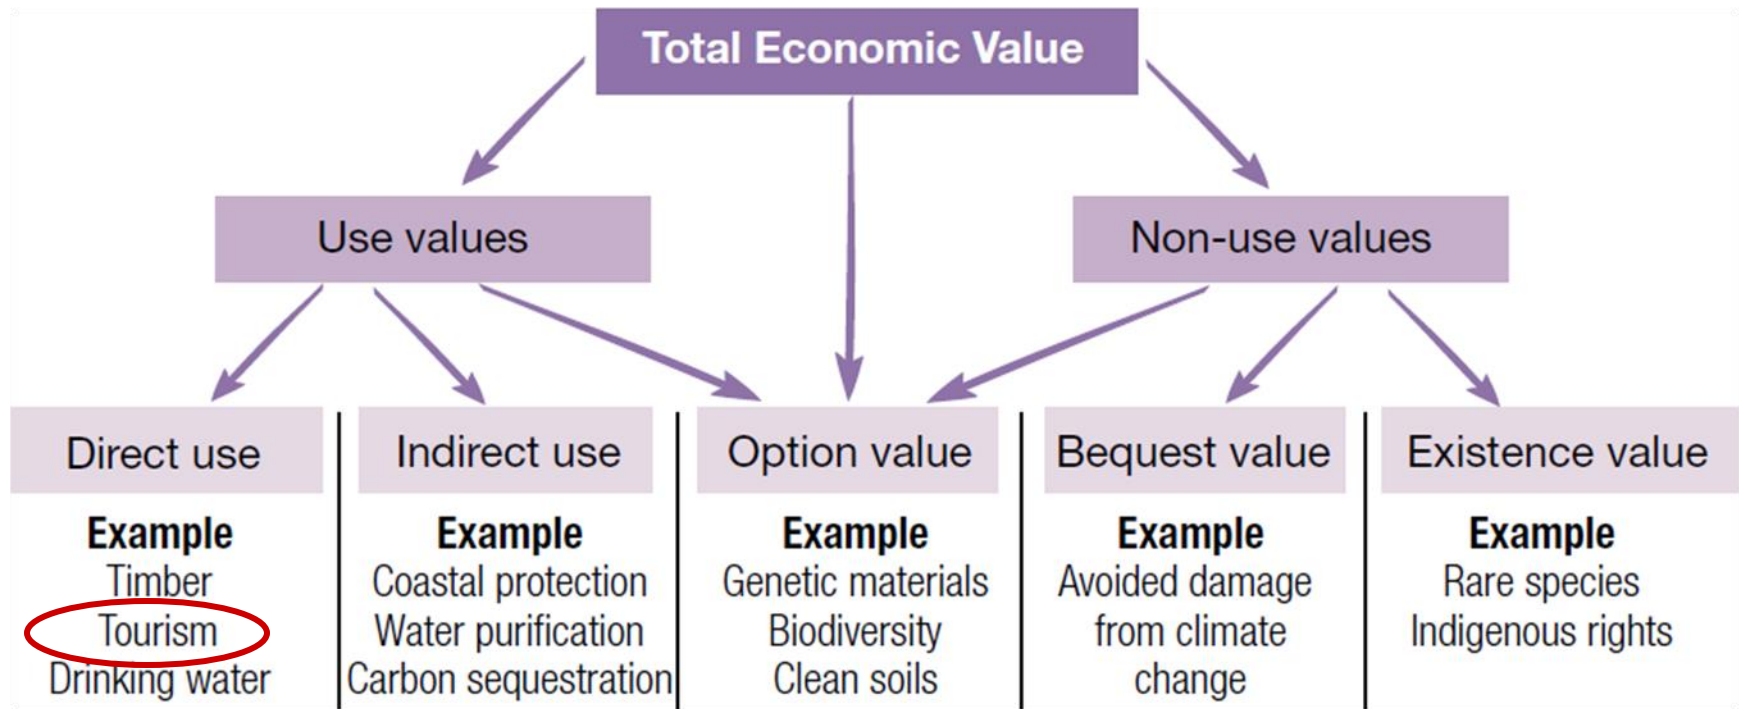 Total Economic Value
Use values
Non-use values
Direct use
Indirect use
Option value
Bequest value
Existence value
Example
Timber
Tourism
Drinking water
Example
Coastal protection
Water purification
Carbon sequestration
Example
Genetic materials
Biodiversity
Clean soils
Example
Avoided damage
from climate
change
Example
Rare species
Indigenous rights